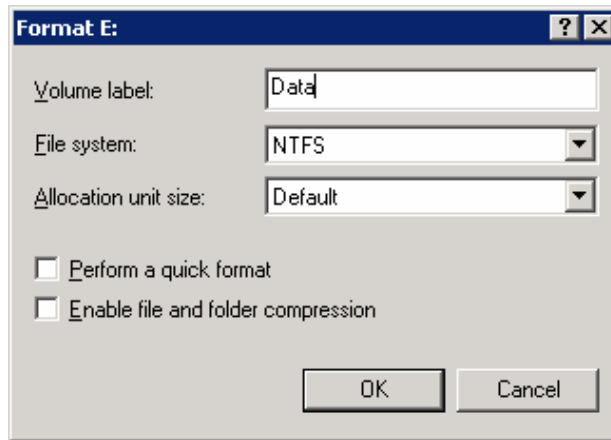 Format E:
Volume label: Data
File system: NTFS
Allocation unit size: Default
Perform a quick format
Enable file and folder compression
OK Cancel